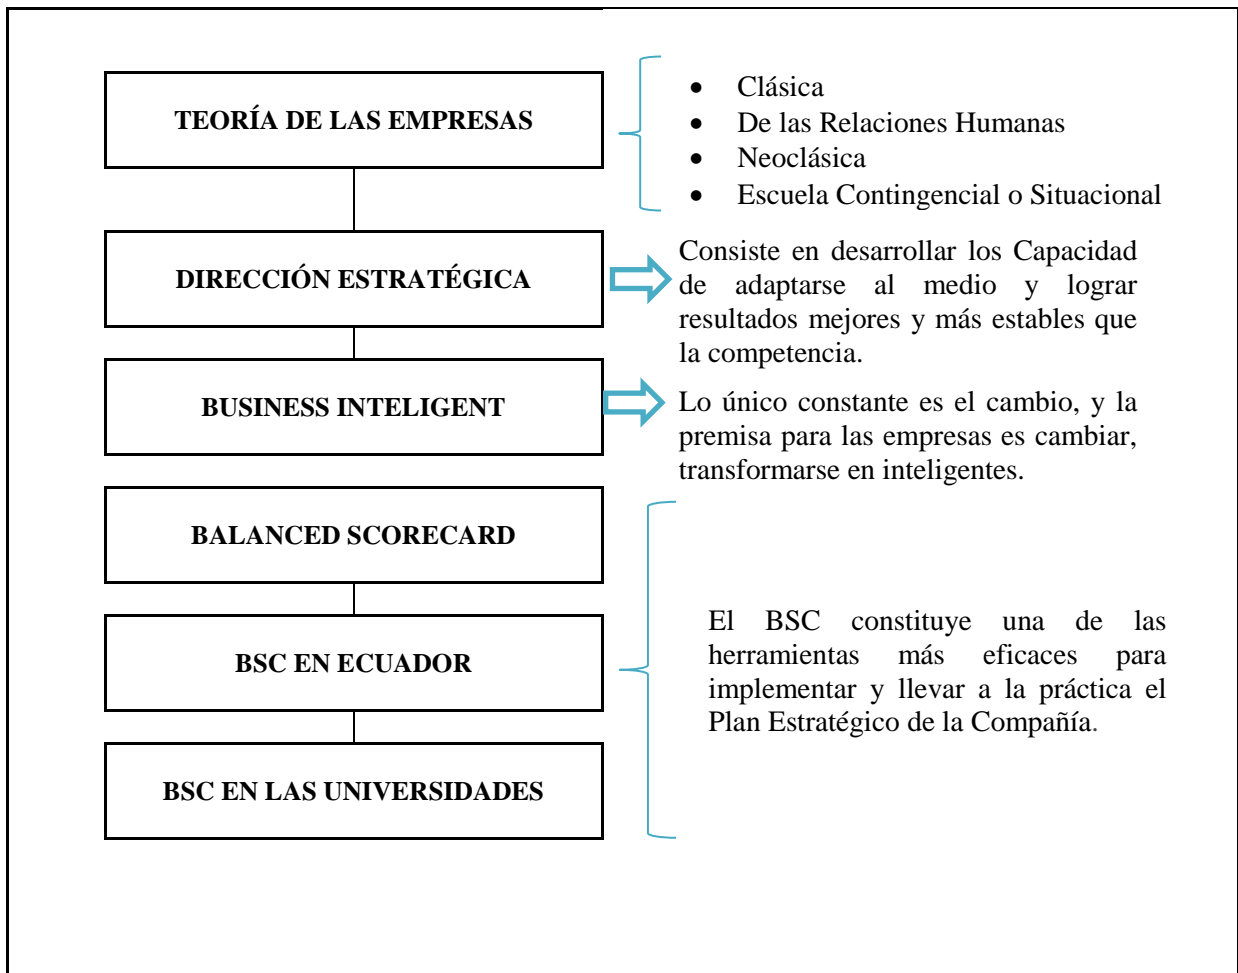 TEORÍA DE LAS EMPRESAS
• Clásica
• De las Relaciones Humanas
• Neoclásica
• Escuela Contingencial o Situacional
DIRECCIÓN ESTRATÉGICA
Consiste en desarrollar los Capacidad
de adaptarse al medio y lograr
resultados mejores y más estables que
la competencia.
BUSINESS INTELIGENT
Lo único constante es el cambio, y la
premisa para las empresas es cambiar,
transformarse en inteligentes.
BALANCED SCORECARD
BSC EN ECUADOR
BSC EN LAS UNIVERSIDADES
El BSC constituye una de las
herramientas más eficaces para
implementar y llevar a la práctica el
Plan Estratégico de la Compañía.